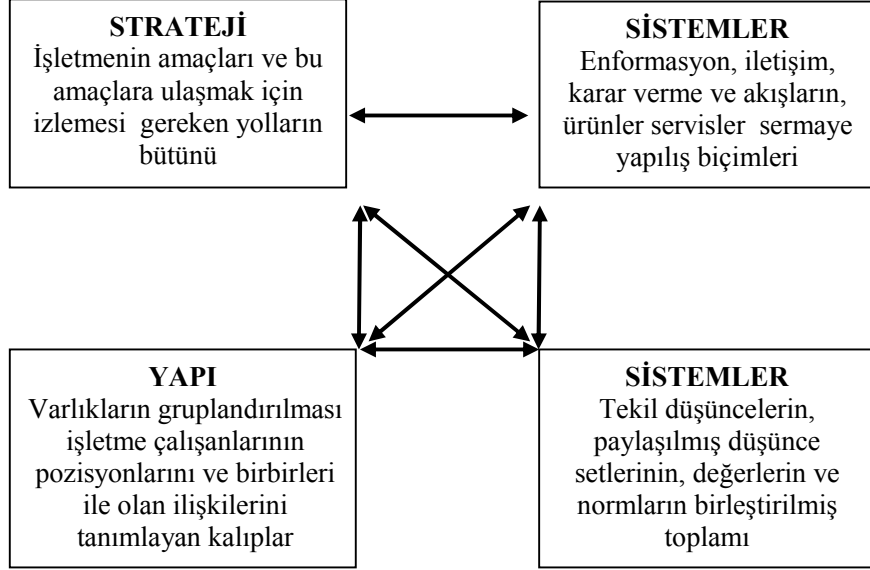 STRATEJİ
İşletmenin amaçları ve bu
amaçlara ulaşmak için
izlemesi gereken yolların
bütünü
SİSTEMLER
Enformasyon, iletişim,
karar verme ve akışların,
ürünler servisler sermaye
yapılış biçimleri
YAPI
Varlıkların gruplandırılması
işletme çalışanlarının
pozisyonlarını ve birbirleri
ile olan ilişkilerini
tanımlayan kalıplar
SİSTEMLER
Tekil düşüncelerin,
paylaşılmış düşünce
setlerinin, değerlerin ve
normların birleştirilmiş
toplamı